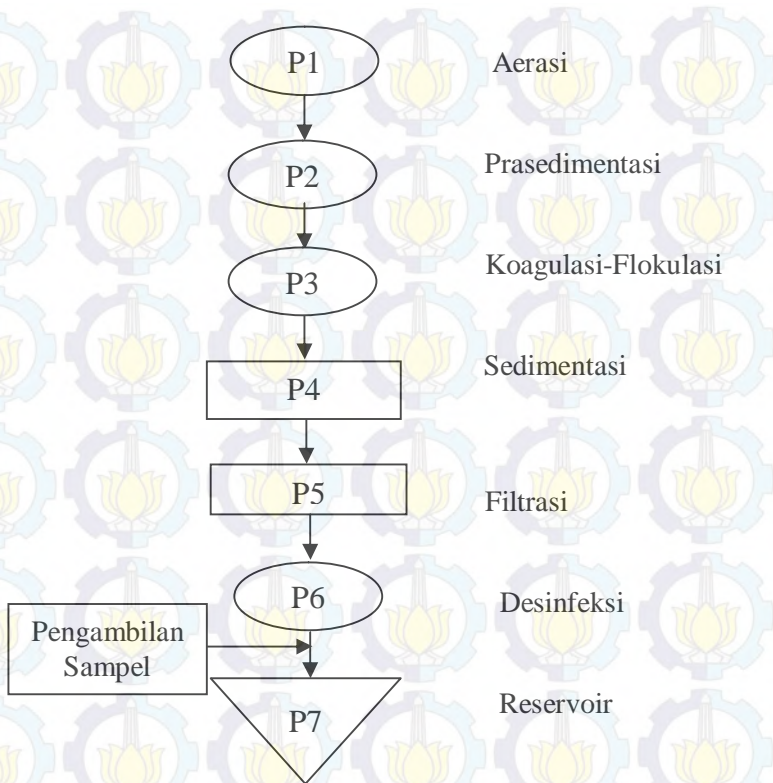 P1 Aerasi
P2 Prasedimentasi
P3 Koagulasi-Flokulasi
P4 Sedimentasi
P5 Filtrasi
P6 Desinfeksi
Pengambilan
Sampel
P7 Reservoir